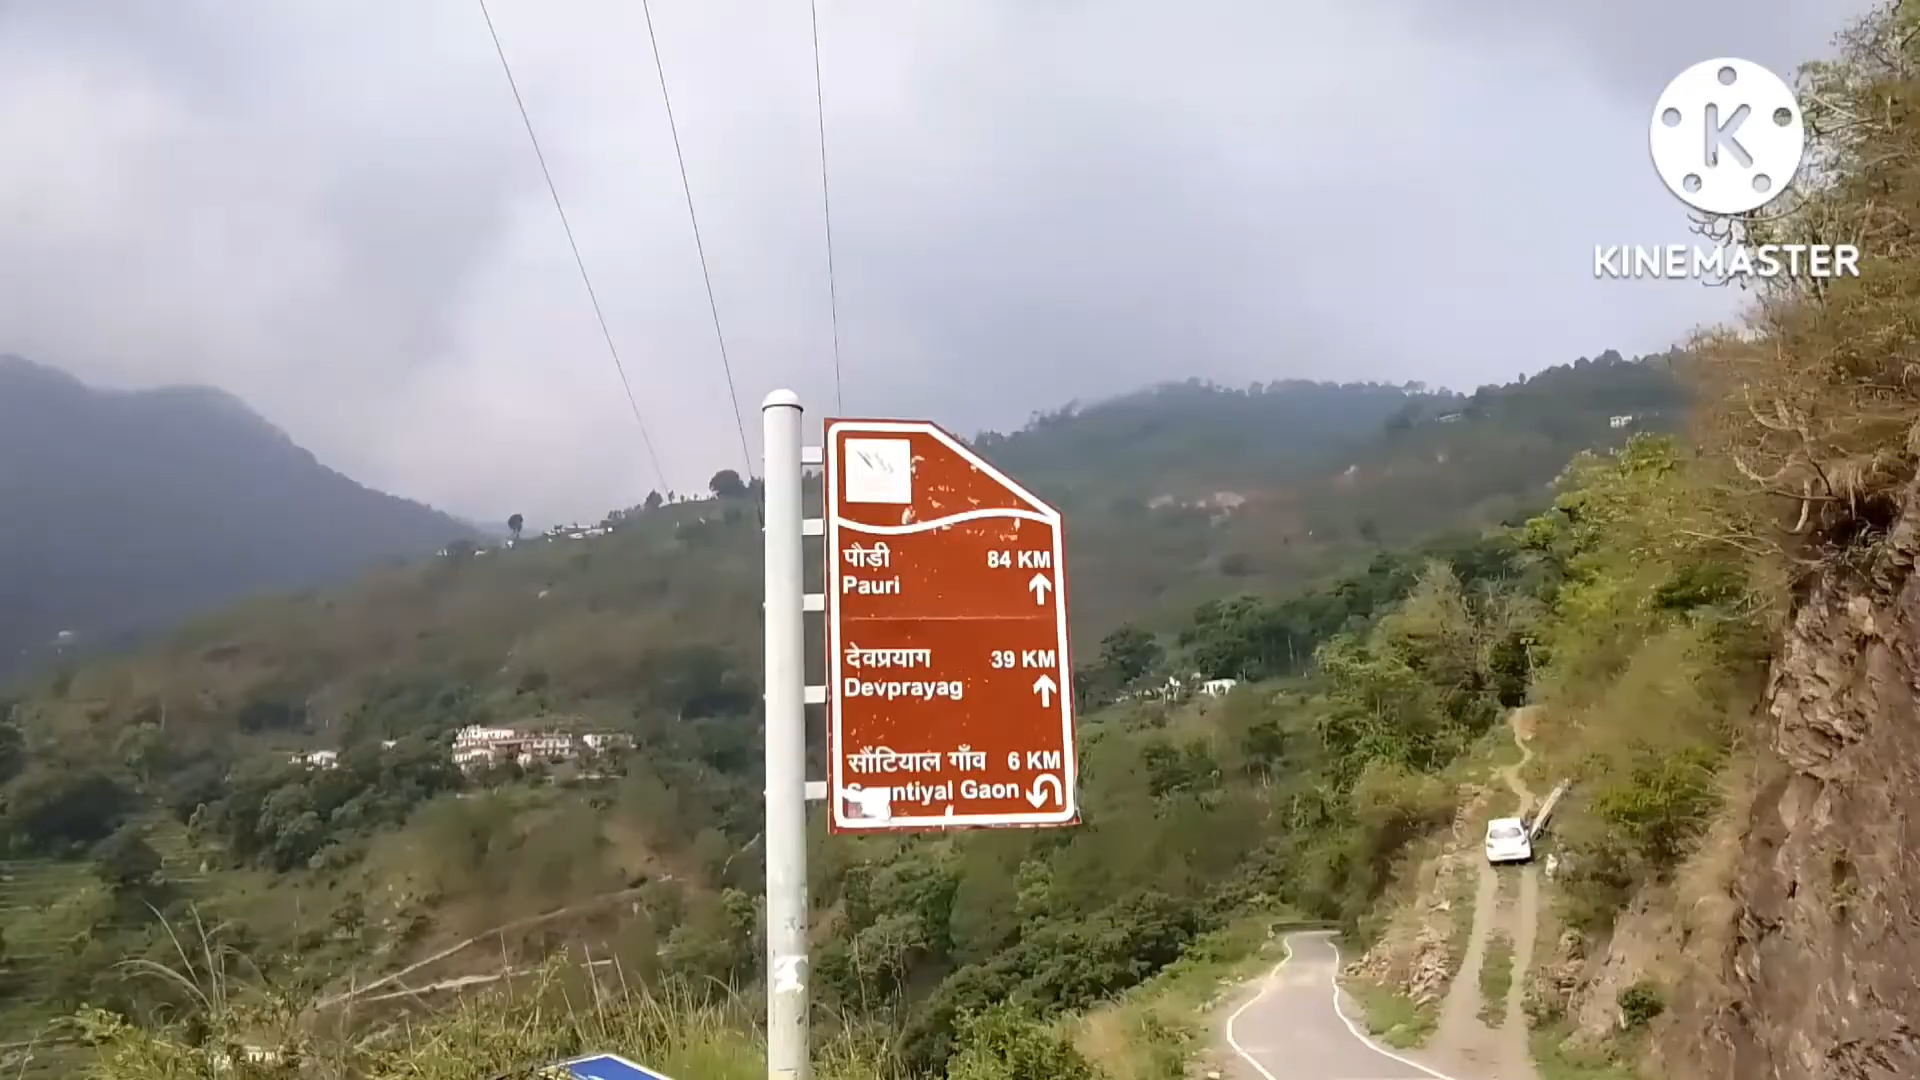 K
KINEMASTER
पौड़ी 84 KM
Pauri
देवप्रयाग 39 KM
Devprayag
सौंटियाल गाँव 6 KM
Gaon